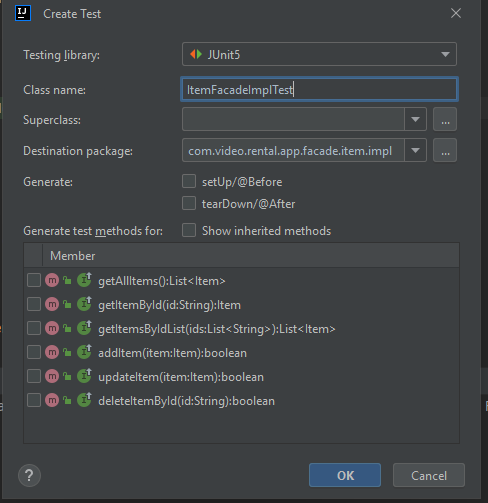 IJ
Create Test
Testing library: JUnit5
Class name: ItemFacadeImplTest
Superclass: ...
Destination package: com.video.rental.app.facade.item.impl ...
Generate: setUp/@Before
tearDown/@After
Generate test methods for: Show inherited methods
Member
m I getAllItems():List<Item>
m I getItemById(id:String):Item
m I getItemsByIdList(ids:List<String>):List<Item>
m I addItem(item:Item):boolean
m I updateItem(item:Item):boolean
m I deleteItemById(id:String):boolean
? OK Cancel